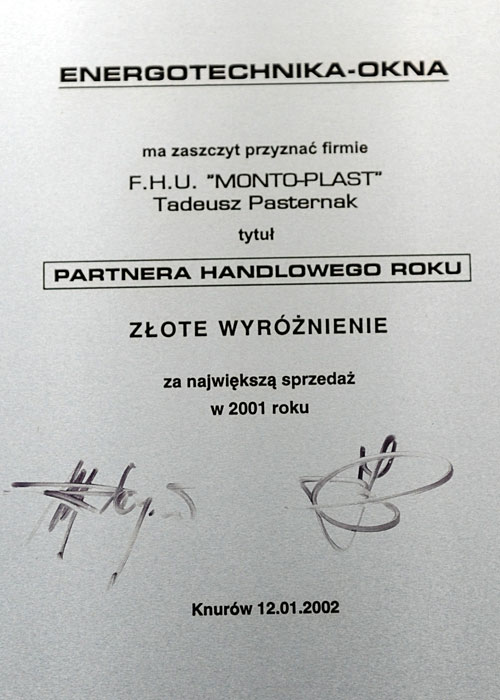 ENERGOTECHNIKA-OKNA
ma zaszczyt przyznać firmie
F.H.U. "MONTO-PLAST"
Tadeusz Pasternak
tytuł
PARTNERA HANDLOWEGO ROKU
ZŁOTE WYRÓŻNIENIE
za największą sprzedaż
w 2001 roku
Knurów 12.01.2002